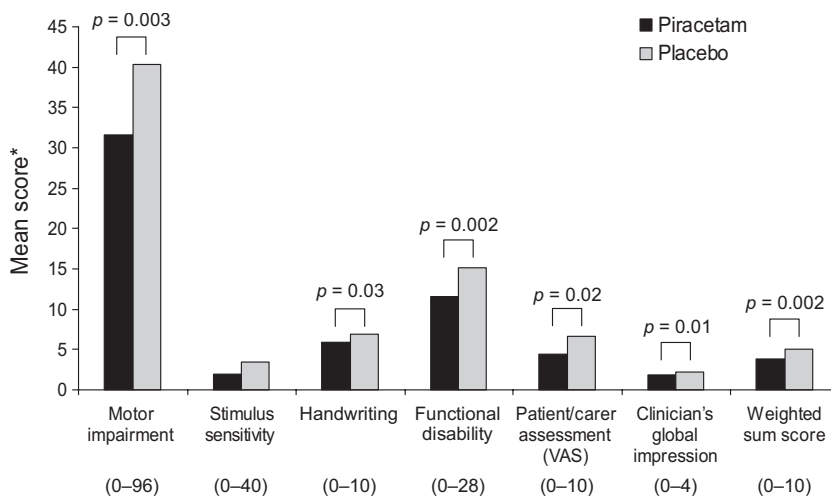 45
40
35
30
25
20
15
10
5
0
Mean score*
p = 0.003
p = 0.03
p = 0.002
p = 0.02
p = 0.01
p = 0.002
Piracetam
Placebo
Motor
impairment
(0–96)
Stimulus
sensitivity
(0–40)
Handwriting
(0–10)
Functional
disability
(0–28)
Patient/carer
assessment
(VAS)
(0–10)
Clinician's
global
impression
(0–4)
Weighted
sum score
(0–10)